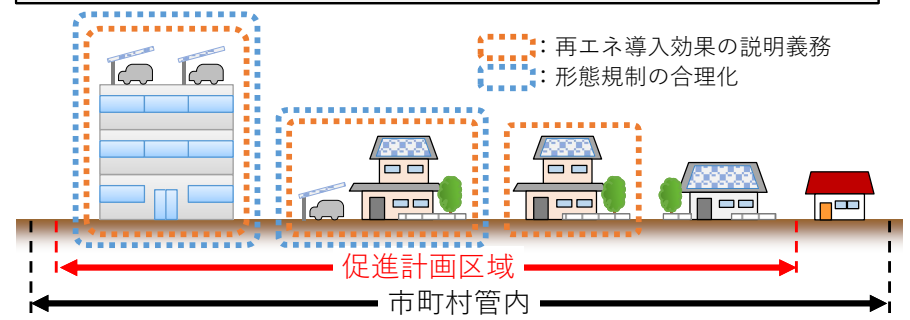 ：再エネ導入効果の説明義務
：形態規制の合理化
促進計画区域
市町村管内